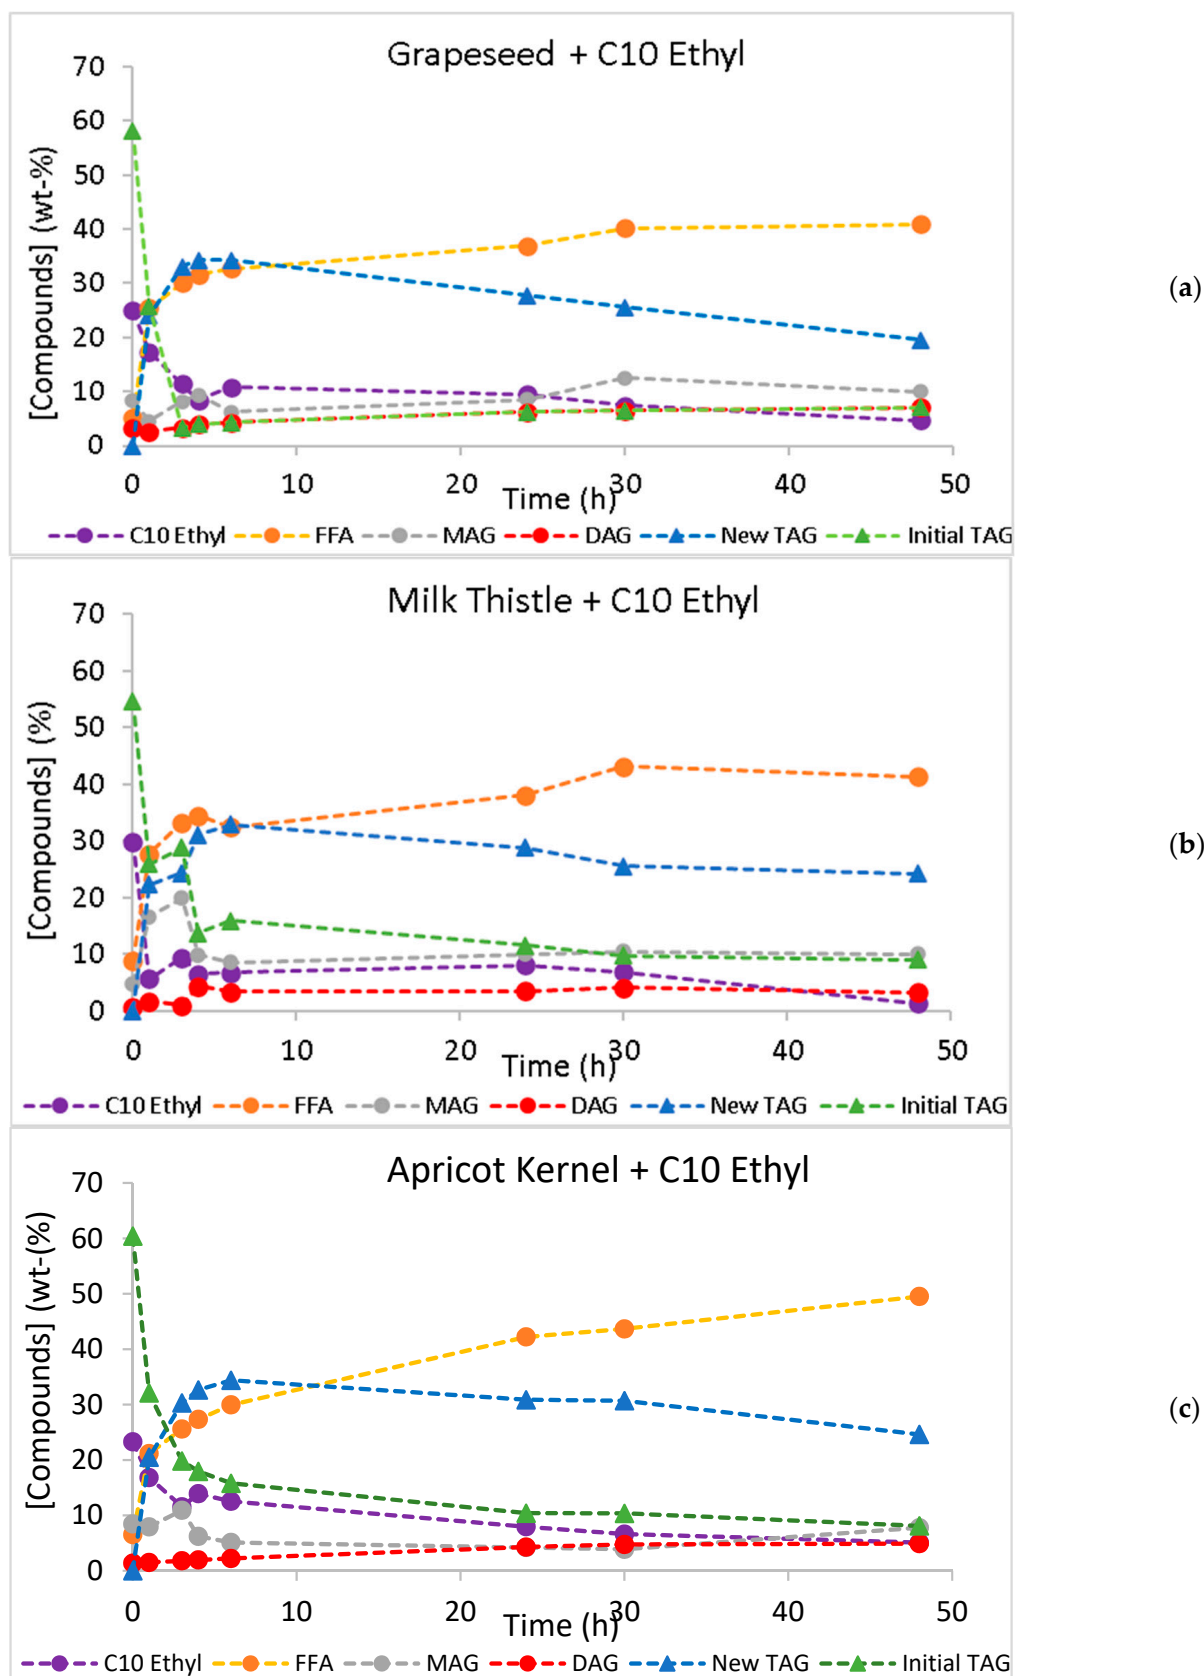 Grapeseed + C10 Ethyl
[Compounds] (wt-%)
70
60
50
40
30
20
10
0
0 10 20 30 40 50
Time (h)
C10 Ethyl FFA MAG DAG New TAG Initial TAG
(a)
Milk Thistle + C10 Ethyl
[Compounds] (%)
70
60
50
40
30
20
10
0
0 10 20 30 40 50
Time (h)
C10 Ethyl FFA MAG DAG New TAG Initial TAG
(b)
Apricot Kernel + C10 Ethyl
[Compounds] (wt-(%)
70
60
50
40
30
20
10
0
0 10 20 30 40 50
Time (h)
C10 Ethyl FFA MAG DAG New TAG Initial TAG
(c)